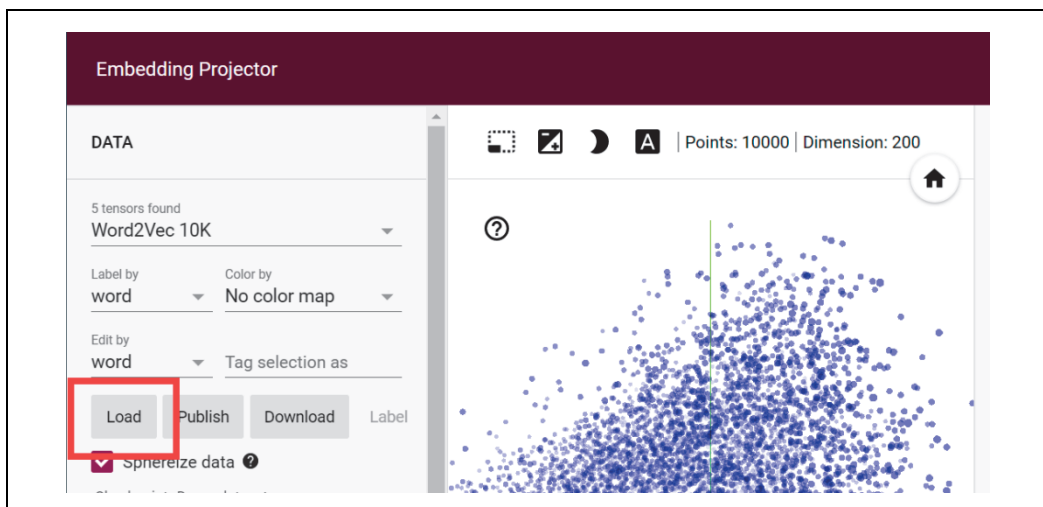 Embedding Projector
DATA
A
Points: 10000 | Dimension: 200
5 tensors found
Word2Vec 10K
Label by
Color by
word
No color map
Edit by
word
Tag selection as
Load
Publish
Download
Label
Sphereize data